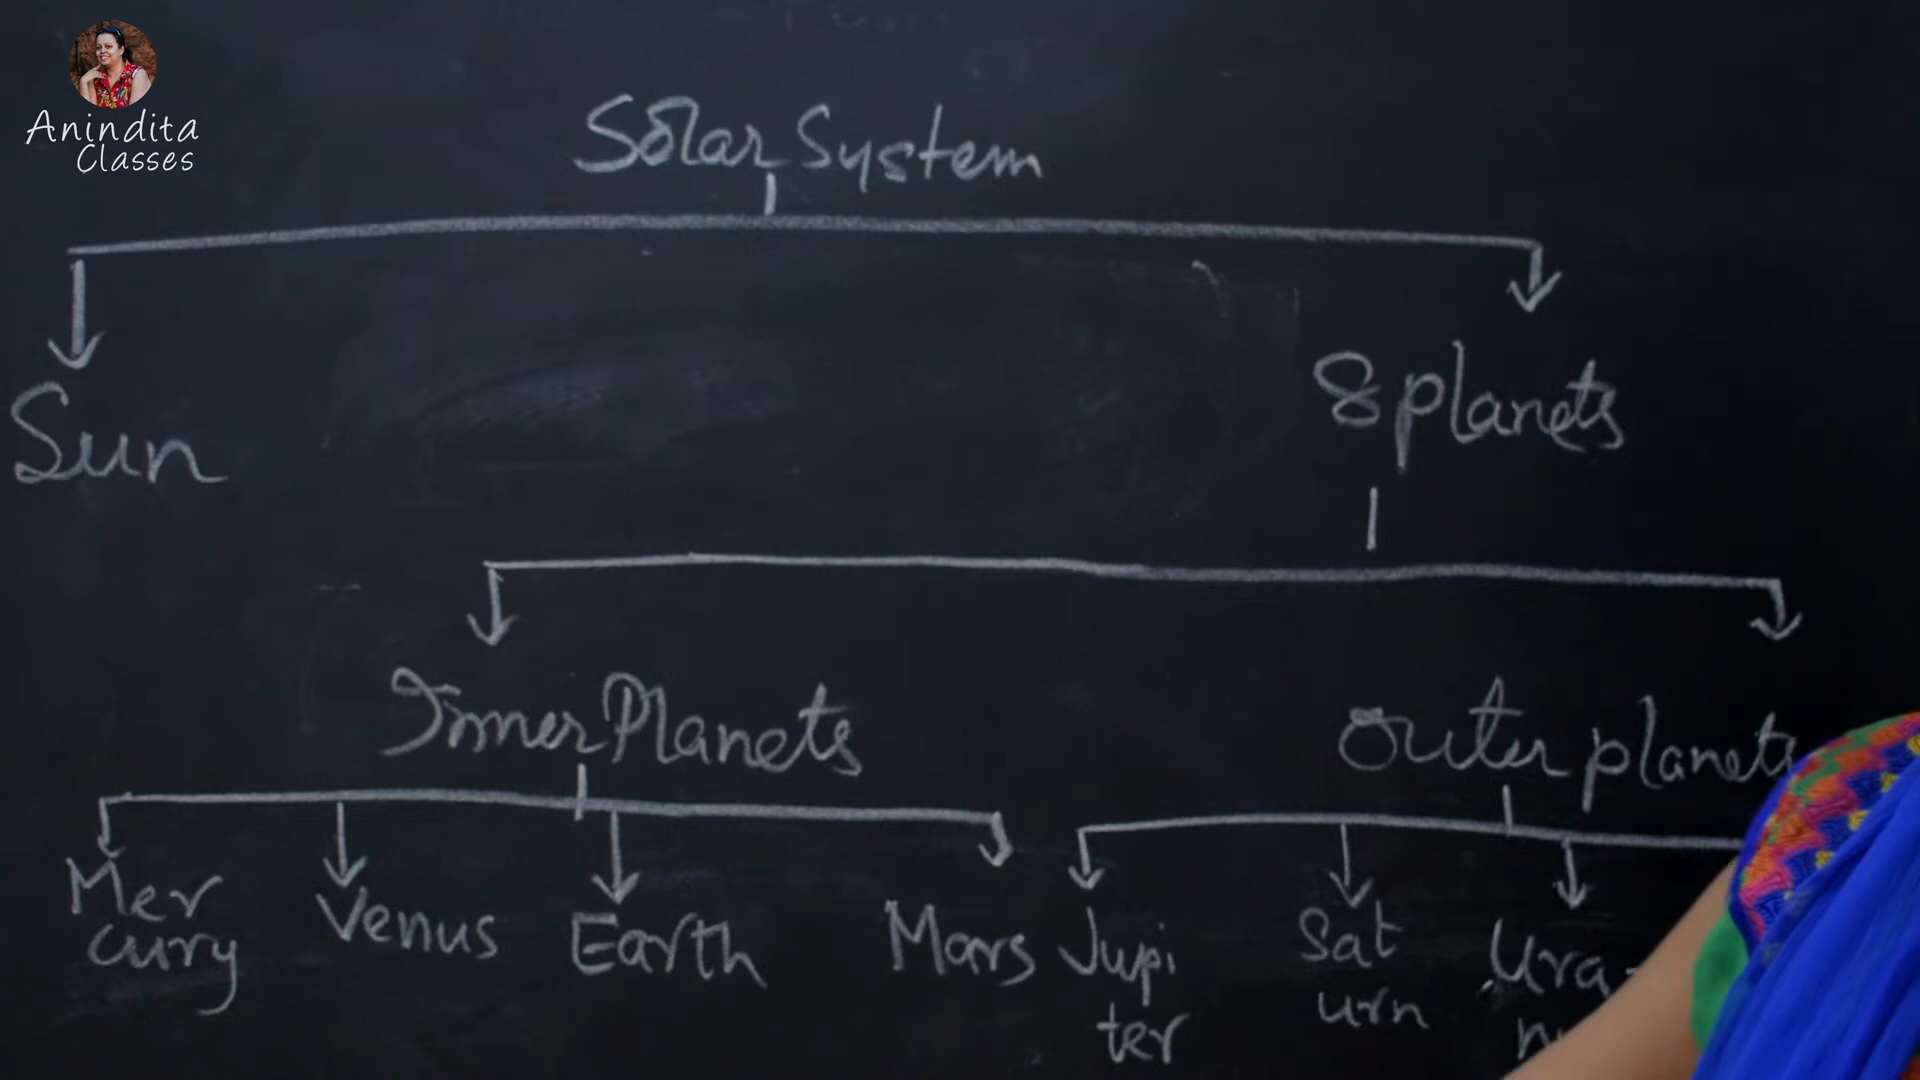 Anindita
Classes
Solar System
Sun
8 planets
Inner Planets
Outer planets
Mer
cury
Venus
Earth
Mars
Jupi
ter
Sat
urn
Ura-